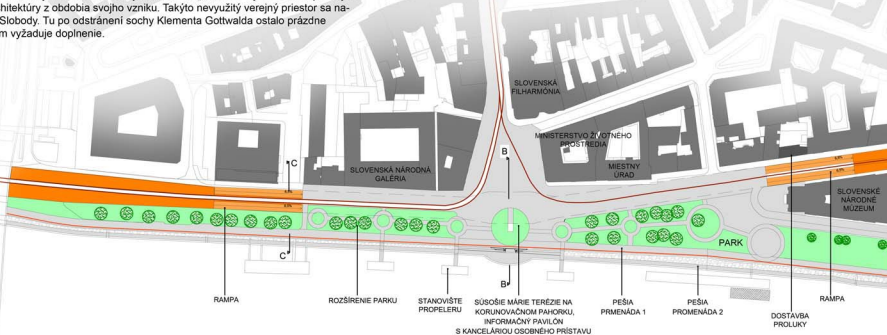 hitektúry z obdobia svojho vzniku. Takýto nevyužitý verejný priestor sa na-
Slobody. Tu po odstránení sochy Klementa Gottwalda ostalo prázdne
m vyžaduje doplnenie.
SLOVENSKÁ
FILHARMÓNIA
B
MINISTERSTVO ŽIVOTNÉHO
PROSTREDIA
C
SLOVENSKÁ NÁRODNÁ
GALÉRIA
MIESTNY
ÚRAD
SLOVENSKÉ
NÁRODNÉ
MÚZEUM
PARK
C
B
RAMPA
ROZŠÍRENIE PARKU
STANOVIŠTE
PROPELERU
SÚSOŠIE MÁRIE TERÉZIE NA
KORUNOVAČNOM PAHORKU,
INFORMAČNÝ PAVILÓN
S KANCELÁRIOU OSOBNÉHO PRÍSTAVU
PEŠIA
PRMENÁDA 1
PEŠIA
PROMENÁDA 2
DOSTAVBA
PROLUKY
RAMPA